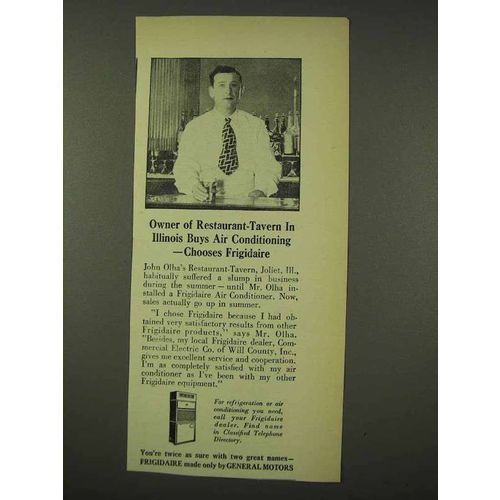 Owner of Restaurant-Tavern In
Illinois Buys Air Conditioning
—Chooses Frigidaire
John Olha's Restaurant-Tavern, Joliet, Ill.,
habitually suffered a slump in business
during the summer — until Mr. Olha in-
stalled a Frigidaire Air Conditioner. Now,
sales actually go up in summer.
"I chose Frigidaire because I had ob-
tained very satisfactory results from other
Frigidaire products," says Mr. Olha.
"Besides, my local Frigidaire dealer, Com-
mercial Electric Co. of Will County, Inc.,
gives me excellent service and cooperation.
I'm as completely satisfied with my air
conditioner as I've been with my other
Frigidaire equipment."
For refrigeration or air
conditioning you need,
call your Frigidaire
dealer. Find name
in Classified Telephone
Directory.
You're twice as sure with two great names—
FRIGIDAIRE made only by GENERAL MOTORS